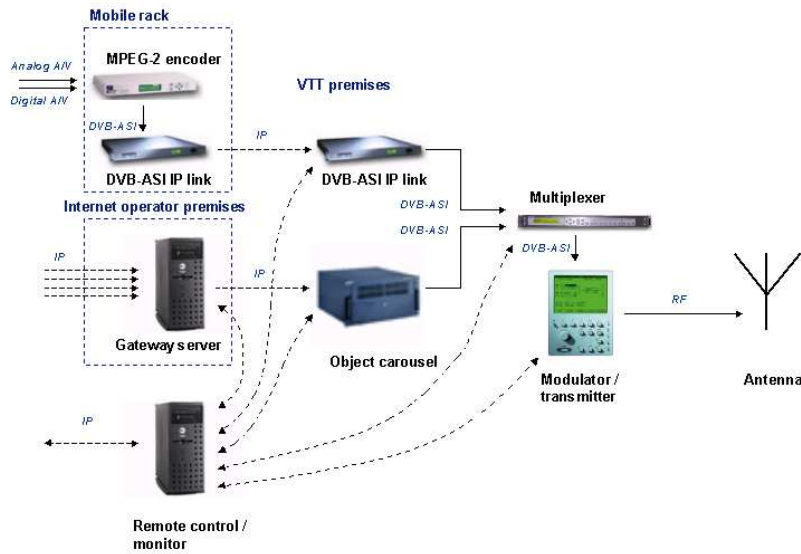 Mobile rack
MPEG-2 encoder
Analog A/V
Digital A/V
DVB-ASI
IP
VTT premises
DVB-ASI IP link
DVB-ASI IP link
Internet operator premises
DVB-ASI
DVB-ASI
Multiplexer
DVB-ASI
IP
IP
RF
Gateway server
Object carousel
Modulator /
transmitter
Antenna
IP
Remote control /
monitor